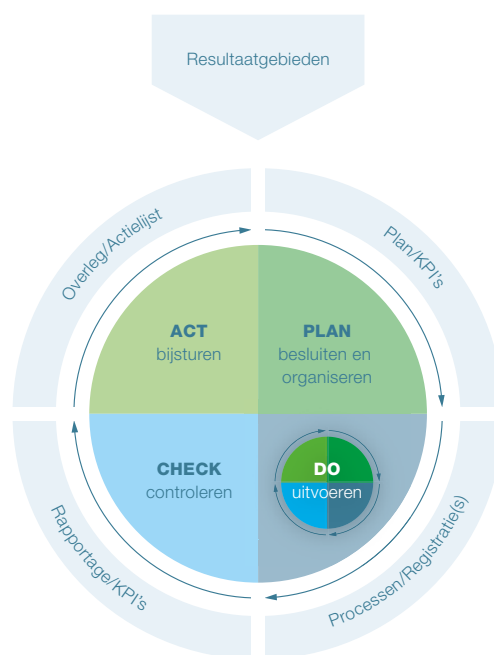 Resultaatgebieden
Overleg/Actielijst
Plan/KPI's
ACT
bijsturen
PLAN
besluiten en
organiseren
CHECK
controleren
DO
uitvoeren
Rapportage/KPI's
Processen/Registratie(s)